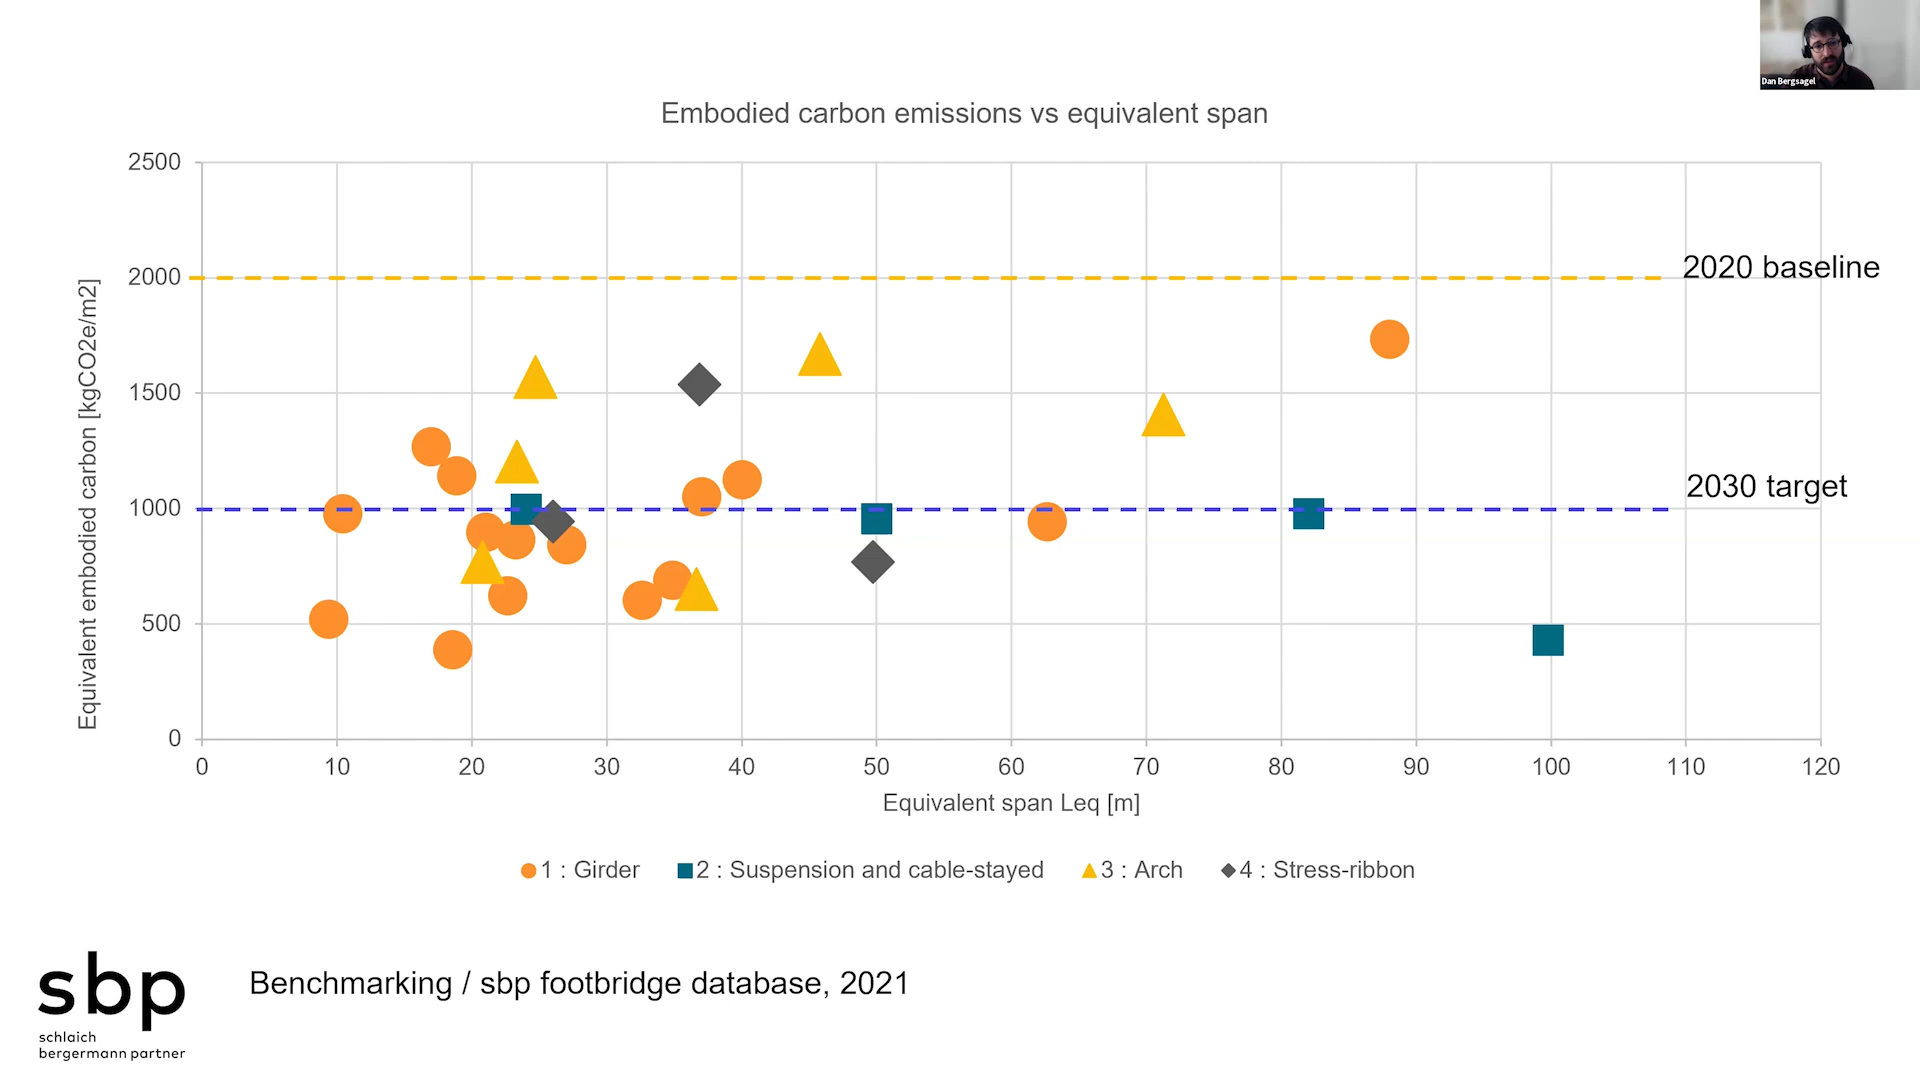 Dan Bergsagel
Embodied carbon emissions vs equivalent span
2500
2000
1500
1000
500
0
Equivalent embodied carbon [kgCO2e/m2]
2020 baseline
2030 target
0 10 20 30 40 50 60 70 80 90 100 110 120
Equivalent span Leq [m]
1 : Girder 2 : Suspension and cable-stayed 3 : Arch 4 : Stress-ribbon
sbp
schlaich
bergermann partner
Benchmarking / sbp footbridge database, 2021